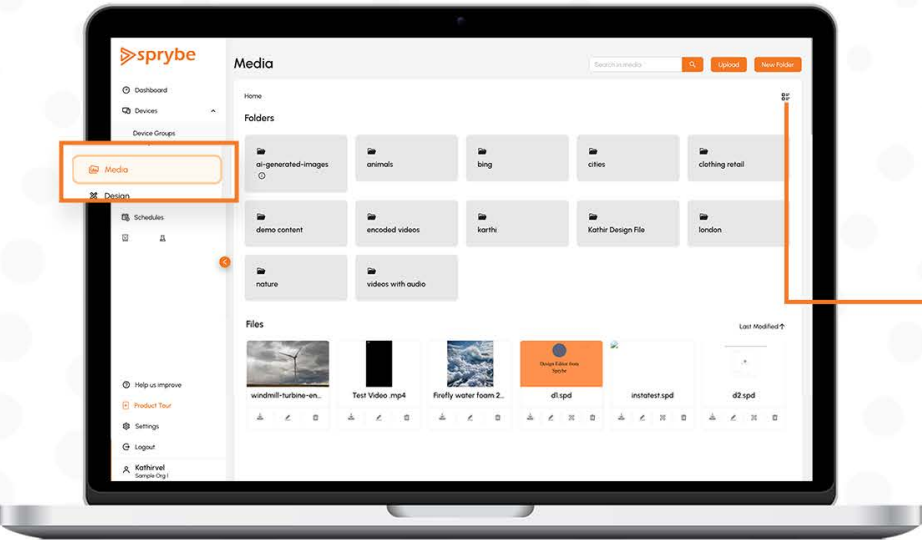 sprybe
Dashboard
Devices
Device Groups
Media
Design
Schedules
Help us improve
Product Tour
Settings
Logout
Kathirvel
Sample Org 1
Media
Search in media
Upload
New Folder
Home
Folders
ai-generated-images
animals
bing
cities
clothing retail
demo content
encoded videos
karthi
Kathir Design File
london
nature
videos with audio
Files
Last Modified
Design Editor from
Sprybe
windmill-turbine-en...
Test Video .mp4
Firefly water foam 2...
d1.spd
instatest.spd
d2.spd